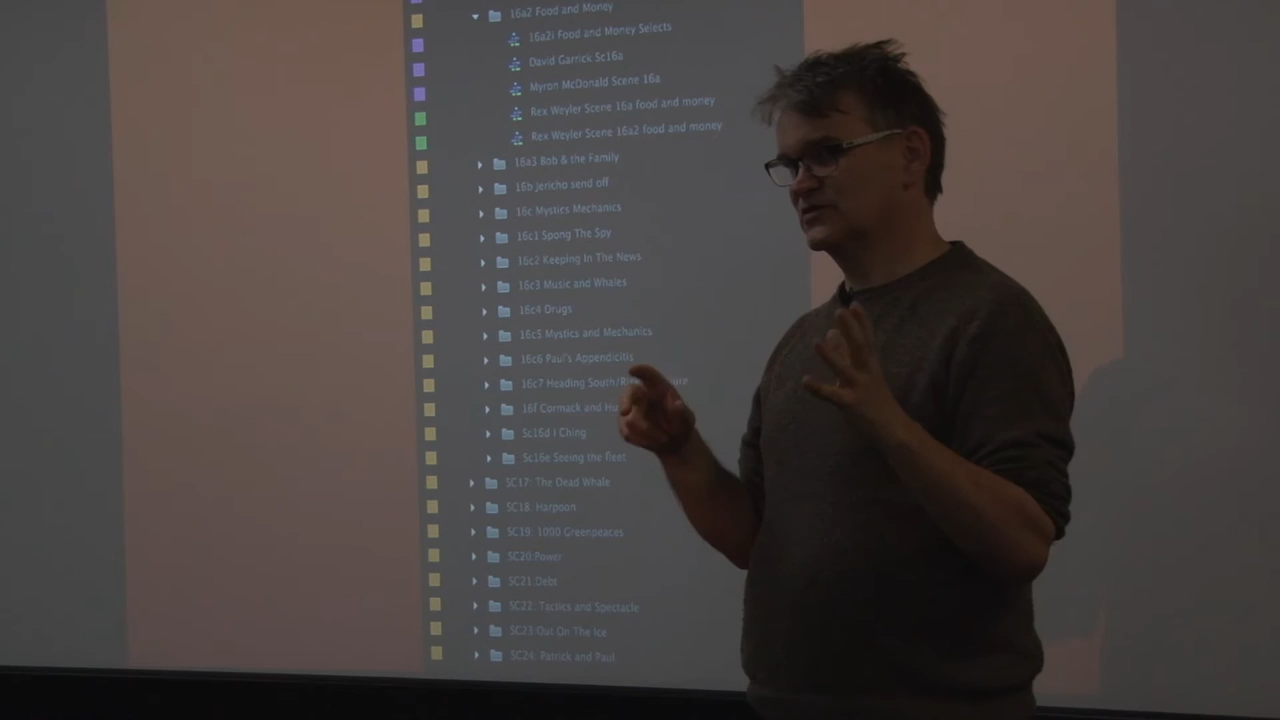 16a2 Food and Money
16a2i Food and Money Selects
David Garrick Sc16a
Myron McDonald Scene 16a
Rex Weyler Scene 16a food and money
Rex Weyler Scene 16a2 food and money
16a3 Bob & the Family
16b Jericho send off
16c Mystics Mechanics
16c1 Spong The Spy
16c2 Keeping In The News
16c3 Music and Whales
16c4 Drugs
16c5 Mystics and Mechanics
16c6 Paul's Appendicitis
16c7 Heading South/
16f Cormack and
Sc16d I Ching
Sc16e Seeing the fleet
SC17: The Dead Whale
SC18: Harpoon
SC19: 1000 Greenpeaces
SC20:Power
SC21:Debt
SC22: Tactics and Spectacle
SC23:Out On The Ice
SC24: Patrick and Paul